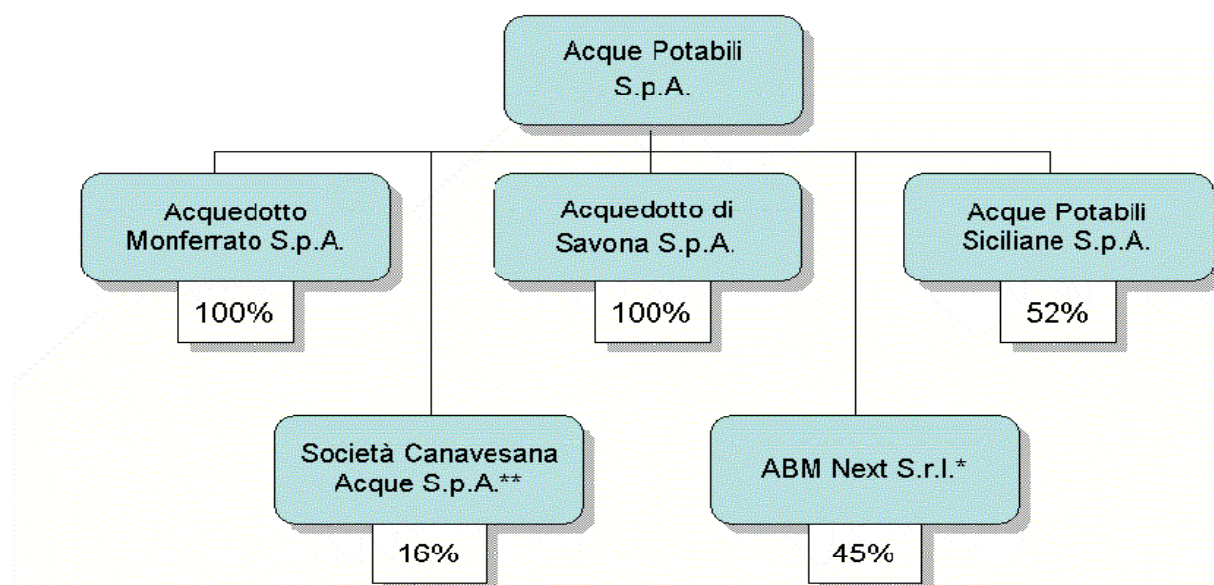 Acque Potabili
S.p.A.
Acquedotto
Monferrato S.p.A.
100%
Acquedotto di
Savona S.p.A.
100%
Acque Potabili
Siciliane S.p.A.
52%
Società Canavesana
Acque S.p.A.**
16%
ABM Next S.r.l.*
45%